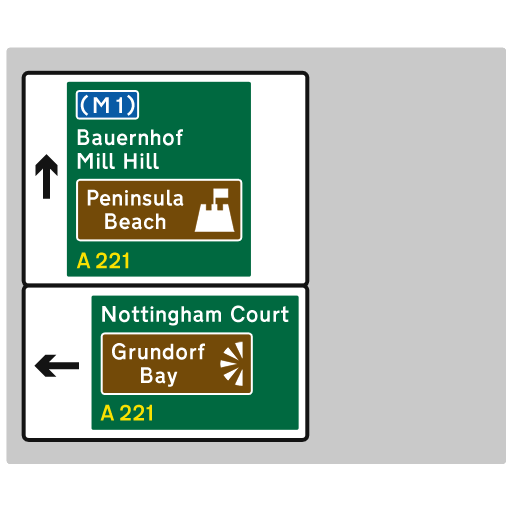 (M 1)
Bauernhof
Mill Hill
Peninsula
Beach
A 221
Nottingham Court
Grundorf
Bay
A 221